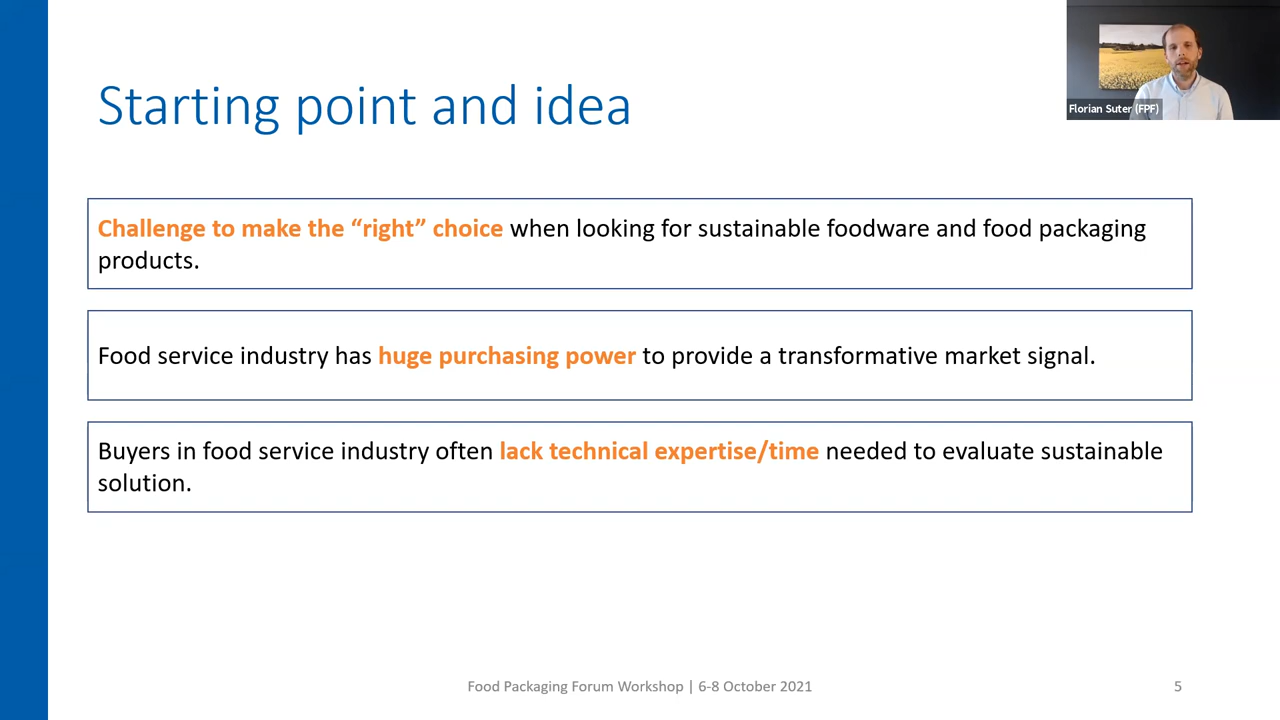 Florian Suter (FPF)
Starting point and idea
Challenge to make the “right” choice when looking for sustainable foodware and food packaging
products.
Food service industry has huge purchasing power to provide a transformative market signal.
Buyers in food service industry often lack technical expertise/time needed to evaluate sustainable
solution.
Food Packaging Forum Workshop | 6-8 October 2021
5